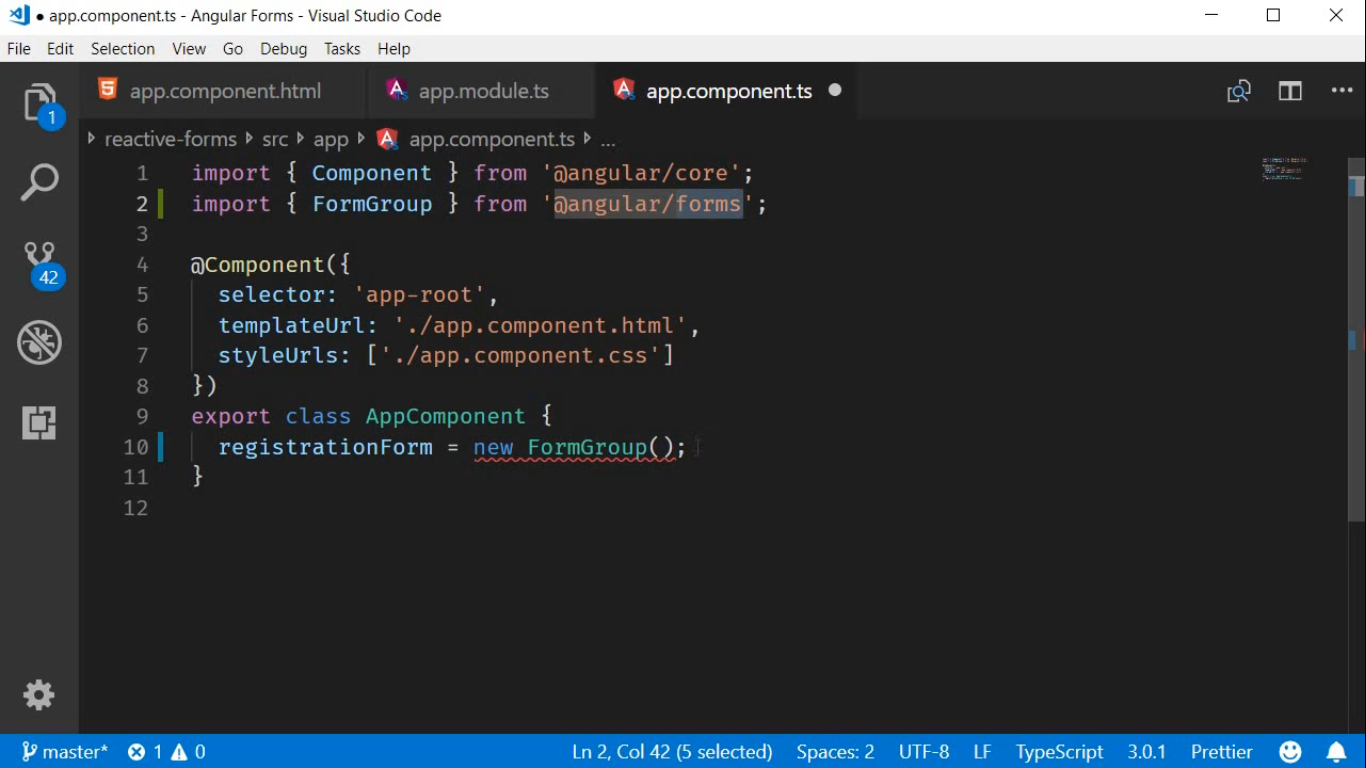 ● app.component.ts - Angular Forms - Visual Studio Code
File Edit Selection View Go Debug Tasks Help
app.component.html app.module.ts app.component.ts ●
1
reactive-forms src app app.component.ts ...
1 import { Component } from '@angular/core';
2 import { FormGroup } from '@angular/forms';
3
4 @Component({
5 selector: 'app-root',
6 templateUrl: './app.component.html',
7 styleUrls: ['./app.component.css']
8 })
9 export class AppComponent {
10 registrationForm = new FormGroup();
11 }
12
42
master* 1 0 Ln 2, Col 42 (5 selected) Spaces: 2 UTF-8 LF TypeScript 3.0.1 Prettier